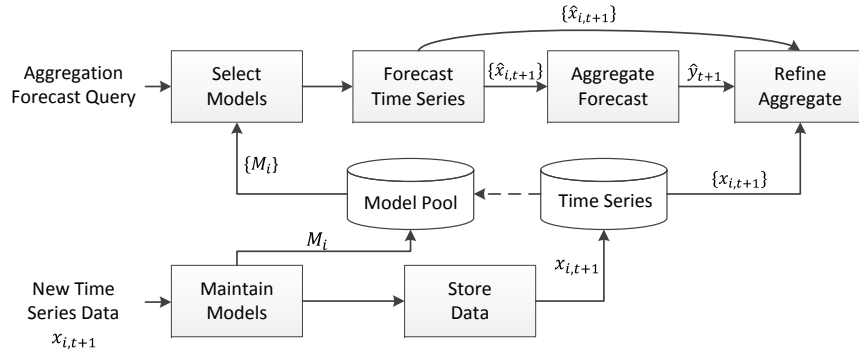 {x̂ᵢ,ₜ₊₁}
Aggregation
Forecast Query
Select
Models
Forecast
Time Series
{x̂ᵢ,ₜ₊₁}
Aggregate
Forecast
ŷₜ₊₁
Refine
Aggregate
{Mᵢ}
Model Pool
Time Series
{xᵢ,ₜ₊₁}
Mᵢ
xᵢ,ₜ₊₁
New Time
Series Data
xᵢ,ₜ₊₁
Maintain
Models
Store
Data